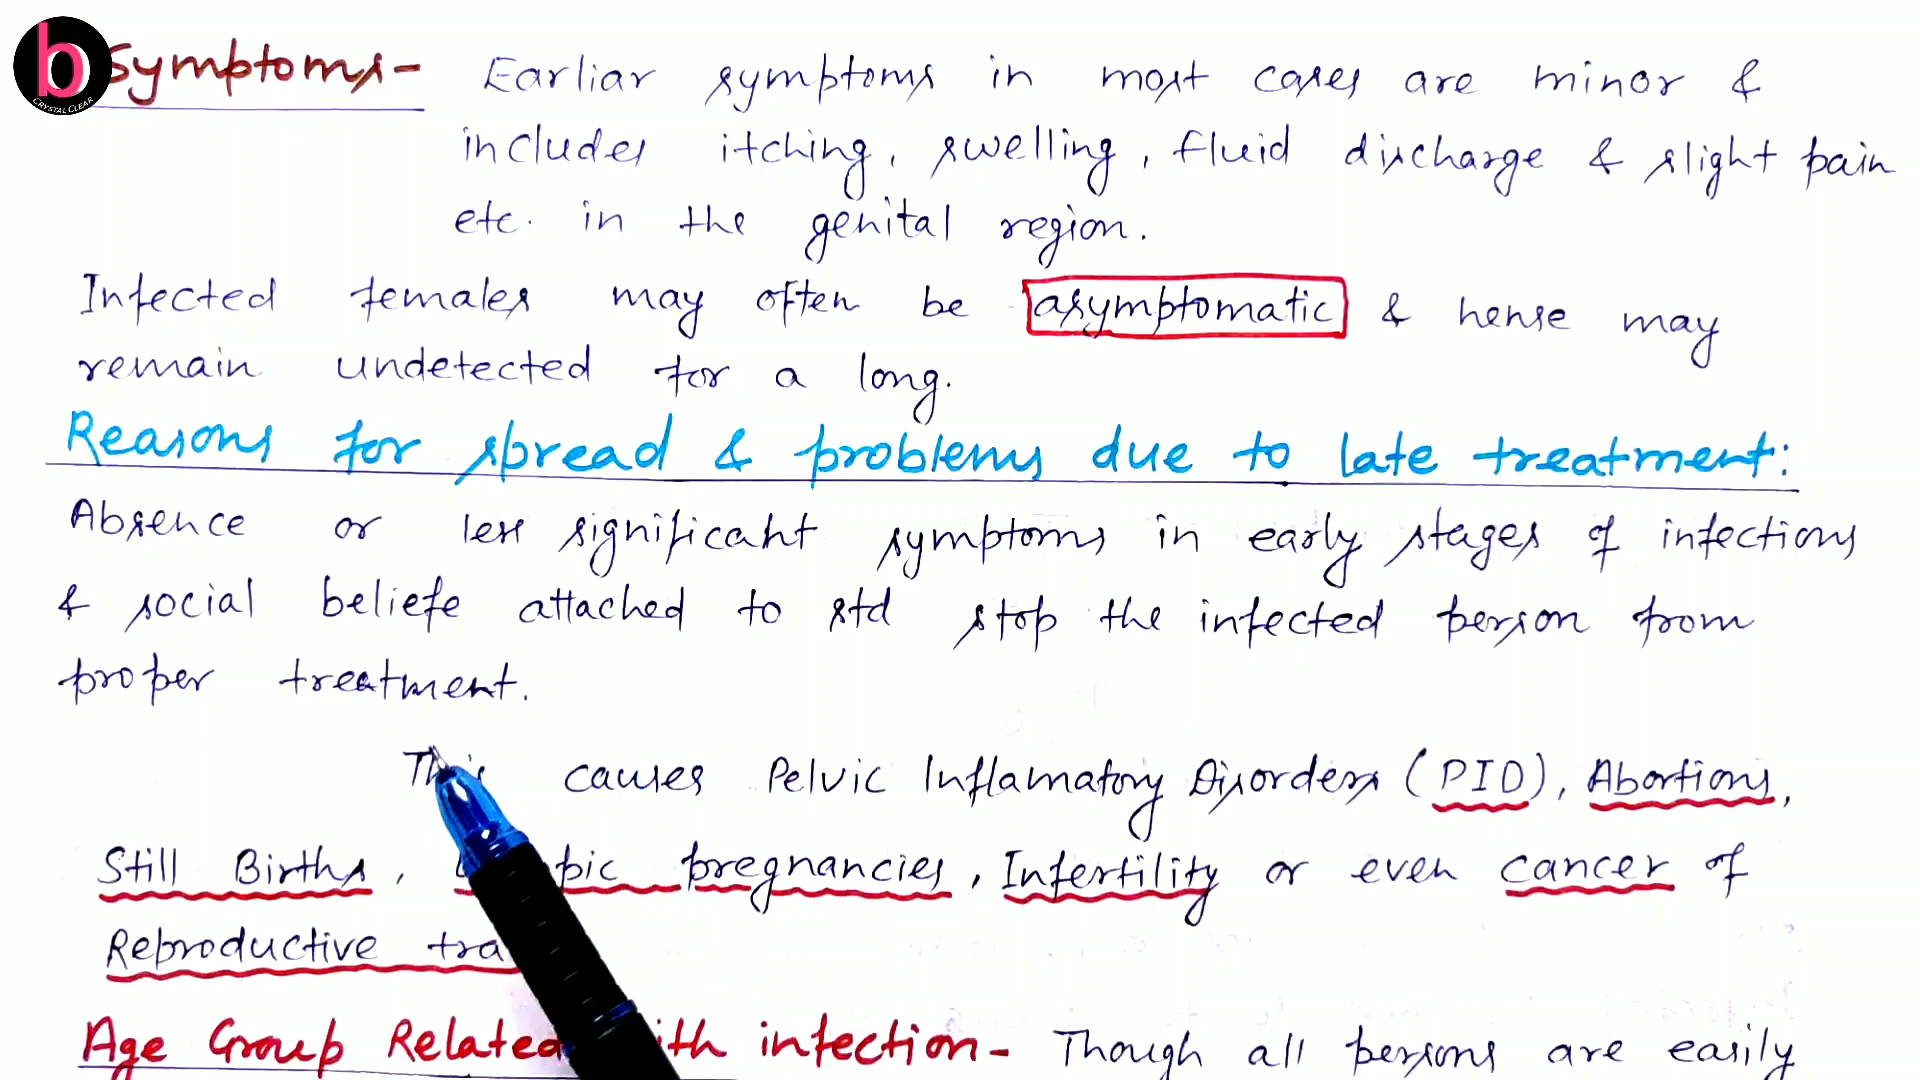 b
CRYSTAL CLEAR
Symptoms- Earliar symptoms in most cases are minor &
includes itching, swelling, fluid discharge & slight pain
etc. in the genital region.
Infected females may often be asymptomatic & hense may
remain undetected for a long.
Reasons for spread & problems due to late treatment:
Absence or less significant symptoms in early stages of infections
& social beliefe attached to std stop the infected person from
proper treatment.
causes Pelvic Inflamatory Disorders (PID), Abortions,
Still Births, pregnancies, Infertility or even cancer of
Reproductive
Age Group Related infection- Though all persons are easily